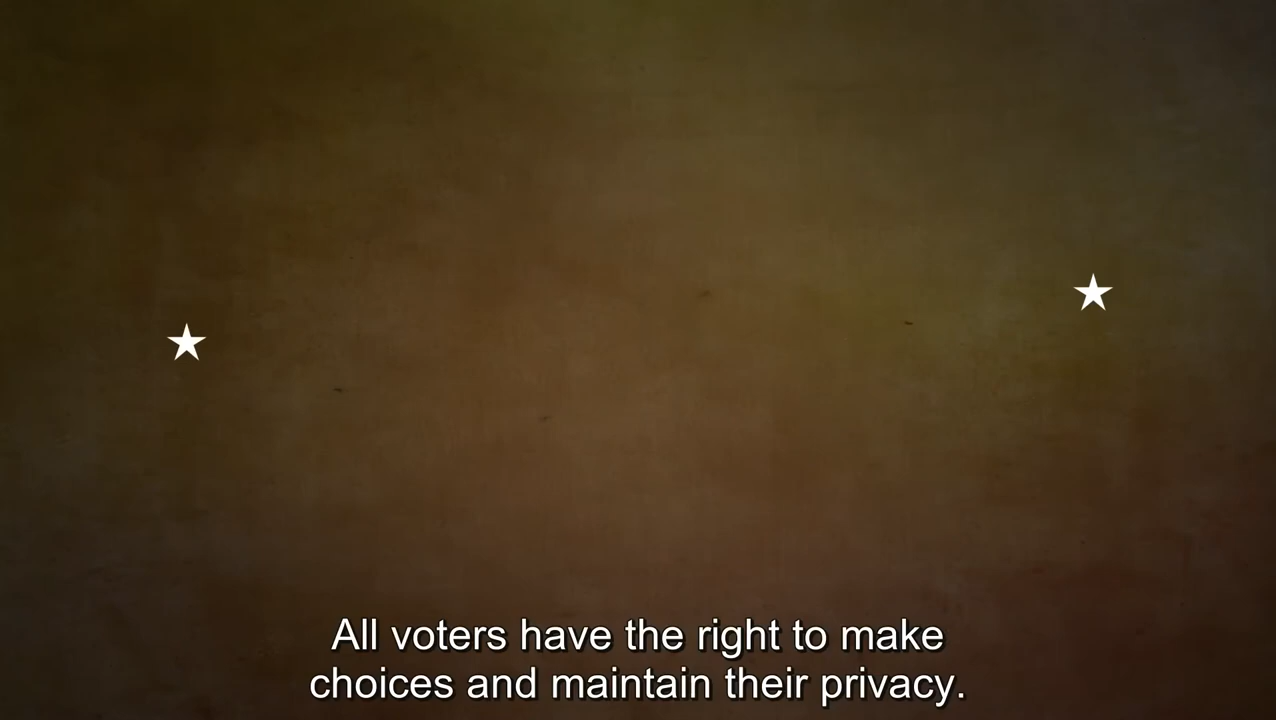 All voters have the right to make
choices and maintain their privacy.